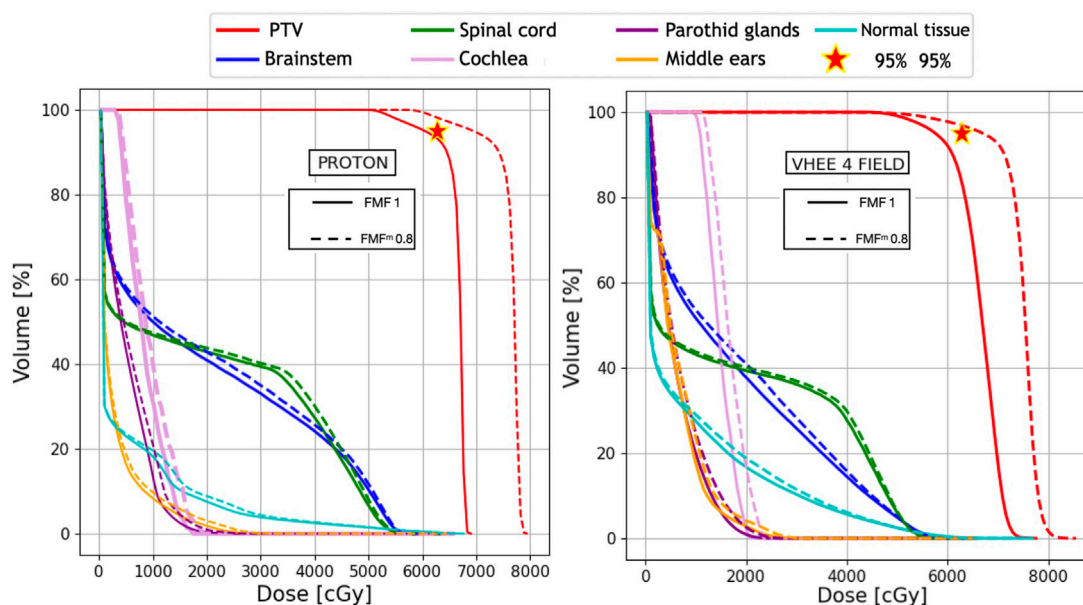 PTV Spinal cord Parothid glands Normal tissue
Brainstem Cochlea Middle ears 95% 95%
PROTON
FMF 1
FMFᵐ 0.8
100
80
60
40
20
0
Volume [%]
0 1000 2000 3000 4000 5000 6000 7000 8000
Dose [cGy]
VHEE 4 FIELD
FMF 1
FMFᵐ 0.8
100
80
60
40
20
0
Volume [%]
0 2000 4000 6000 8000
Dose [cGy]